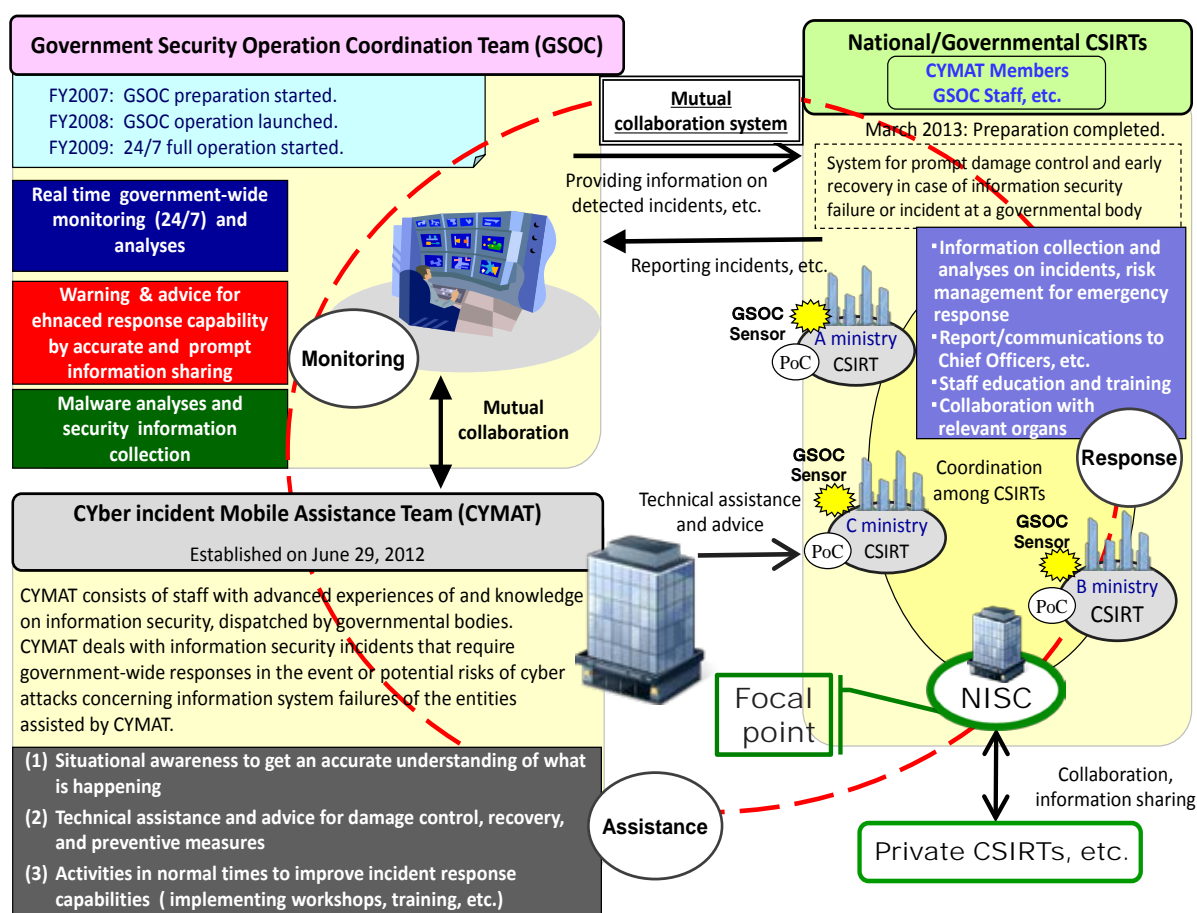 Government Security Operation Coordination Team (GSOC)
FY2007:  GSOC preparation started.
FY2008:  GSOC operation launched.
FY2009:  24/7 full operation started.
Real time government-wide
monitoring  (24/7)  and
analyses
Warning & advice for
ehnaced response capability
by accurate and  prompt
information sharing
Malware analyses and
security information
collection
Monitoring
Mutual
collaboration
Mutual
collaboration system
Providing information on
detected incidents, etc.
Reporting incidents, etc.
National/Governmental CSIRTs
CYMAT Members
GSOC Staff, etc.
March 2013: Preparation completed.
System for prompt damage control and early
recovery in case of information security
failure or incident at a governmental body
▪Information collection and
analyses on incidents, risk
management for emergency
response
▪Report/communications to
Chief Officers, etc.
▪Staff education and training
▪Collaboration with
relevant organs
Response
GSOC
Sensor
A ministry
PoC
CSIRT
GSOC
Sensor
C ministry
PoC
CSIRT
Coordination
among CSIRTs
GSOC
Sensor
B ministry
PoC
CSIRT
Technical assistance
and advice
CYber incident Mobile Assistance Team (CYMAT)
Established on June 29, 2012
CYMAT consists of staff with advanced experiences of and knowledge
on information security, dispatched by governmental bodies.
CYMAT deals with information security incidents that require
government-wide responses in the event or potential risks of cyber
attacks concerning information system failures of the entities
assisted by CYMAT.
(1) Situational awareness to get an accurate understanding of what
is happening
(2) Technical assistance and advice for damage control, recovery,
and preventive measures
(3) Activities in normal times to improve incident response
capabilities  ( implementing workshops, training, etc.)
Assistance
Focal
point
NISC
Collaboration,
information sharing
Private CSIRTs, etc.